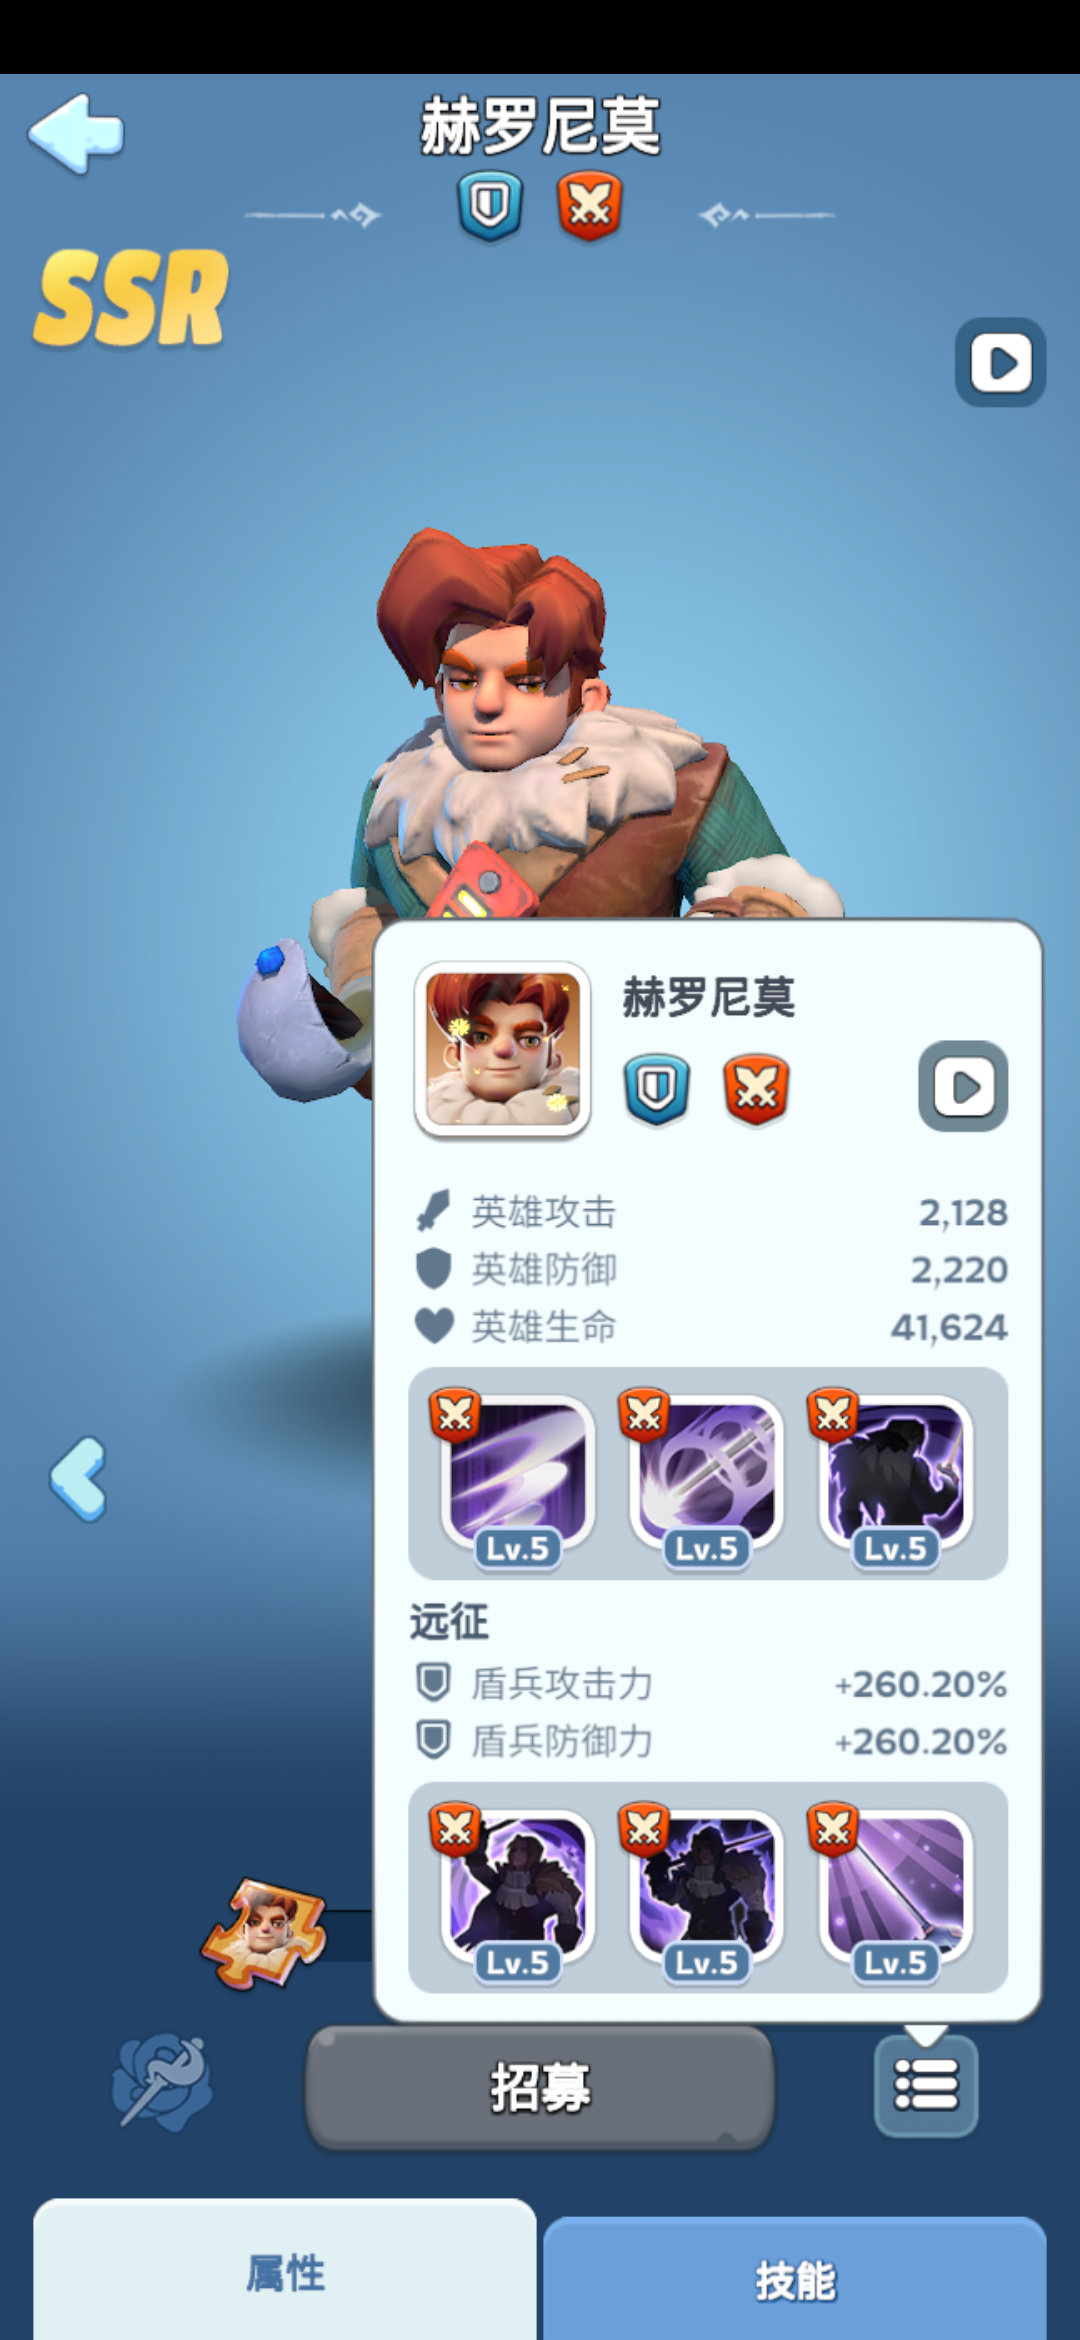 赫罗尼莫
SSR
赫罗尼莫
英雄攻击 2,128
英雄防御 2,220
英雄生命 41,624
Lv.5 Lv.5 Lv.5
远征
盾兵攻击力 +260.20%
盾兵防御力 +260.20%
Lv.5 Lv.5 Lv.5
招募
属性 技能